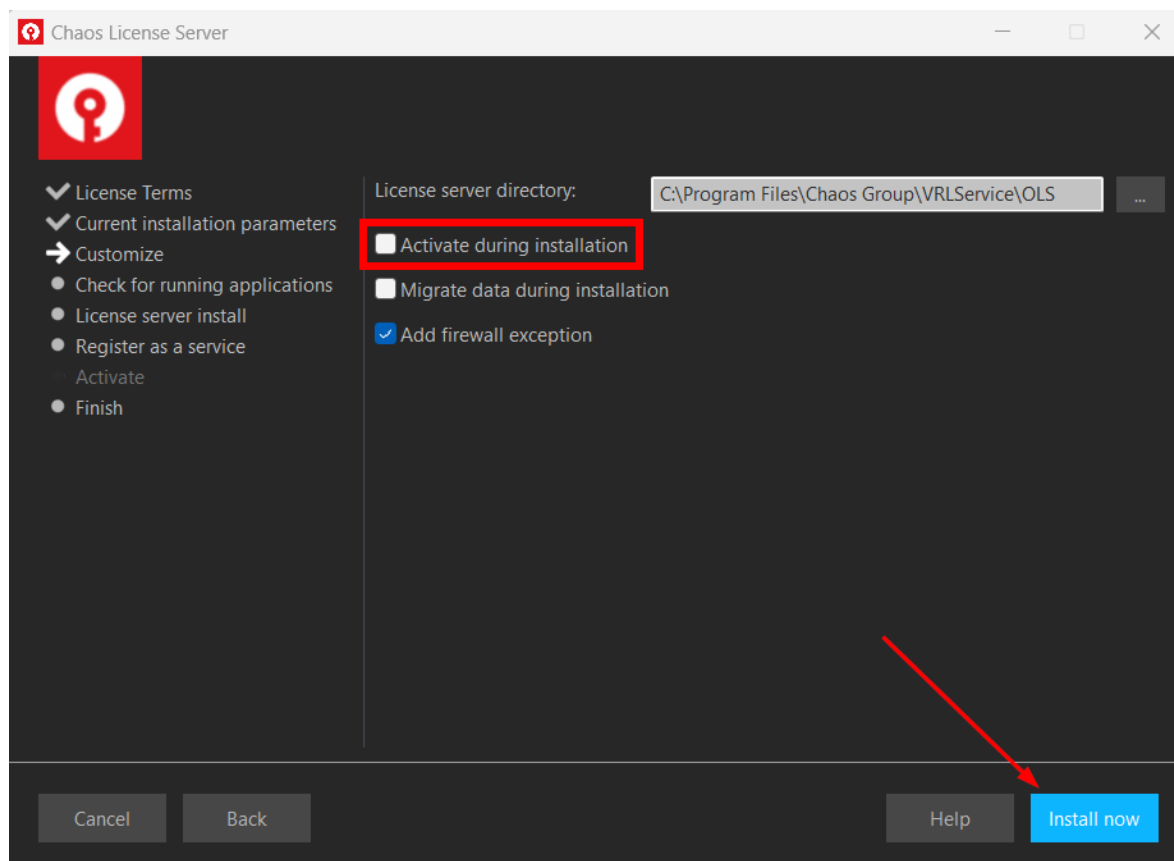 Chaos License Server
License Terms
Current installation parameters
Customize
Check for running applications
License server install
Register as a service
Activate
Finish
License server directory:
C:\Program Files\Chaos Group\VRLService\OLS
...
Activate during installation
Migrate data during installation
Add firewall exception
Cancel
Back
Help
Install now